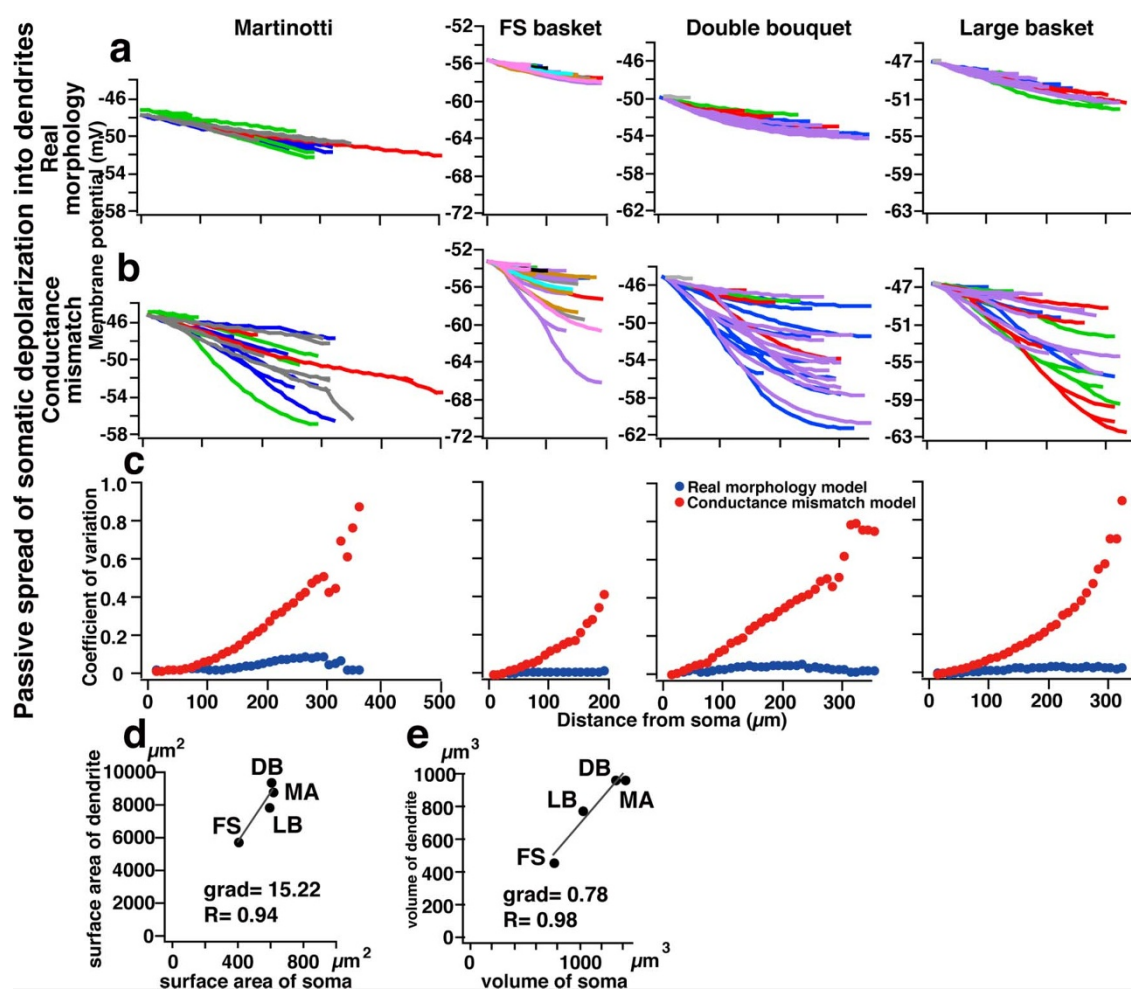 Martinotti
FS basket
Double bouquet
Large basket
Passive spread of somatic depolarization into dendrites
Real
morphology
Conductance
mismatch
Membrane potential (mV)
a
-46
-50
-54
-58
-52
-56
-60
-64
-68
-72
-46
-50
-54
-58
-62
-47
-51
-55
-59
-63
b
-46
-50
-54
-58
-52
-56
-60
-64
-68
-72
-46
-50
-54
-58
-62
-47
-51
-55
-59
-63
c
Coefficient of variation
1.0
0.8
0.6
0.4
0.2
0
Real morphology model
Conductance mismatch model
0 100 200 300 400 500
0 100 200
0 100 200 300
0 100 200 300
Distance from soma (µm)
d
µm2
surface area of dendrite
10000
8000
6000
4000
2000
0
DB
MA
FS
LB
grad= 15.22
R= 0.94
0 400 800 µm2
surface area of soma
e
µm3
volume of dendrite
1000
800
600
400
200
0
DB
LB
MA
FS
grad= 0.78
R= 0.98
0 1000 µm3
volume of soma